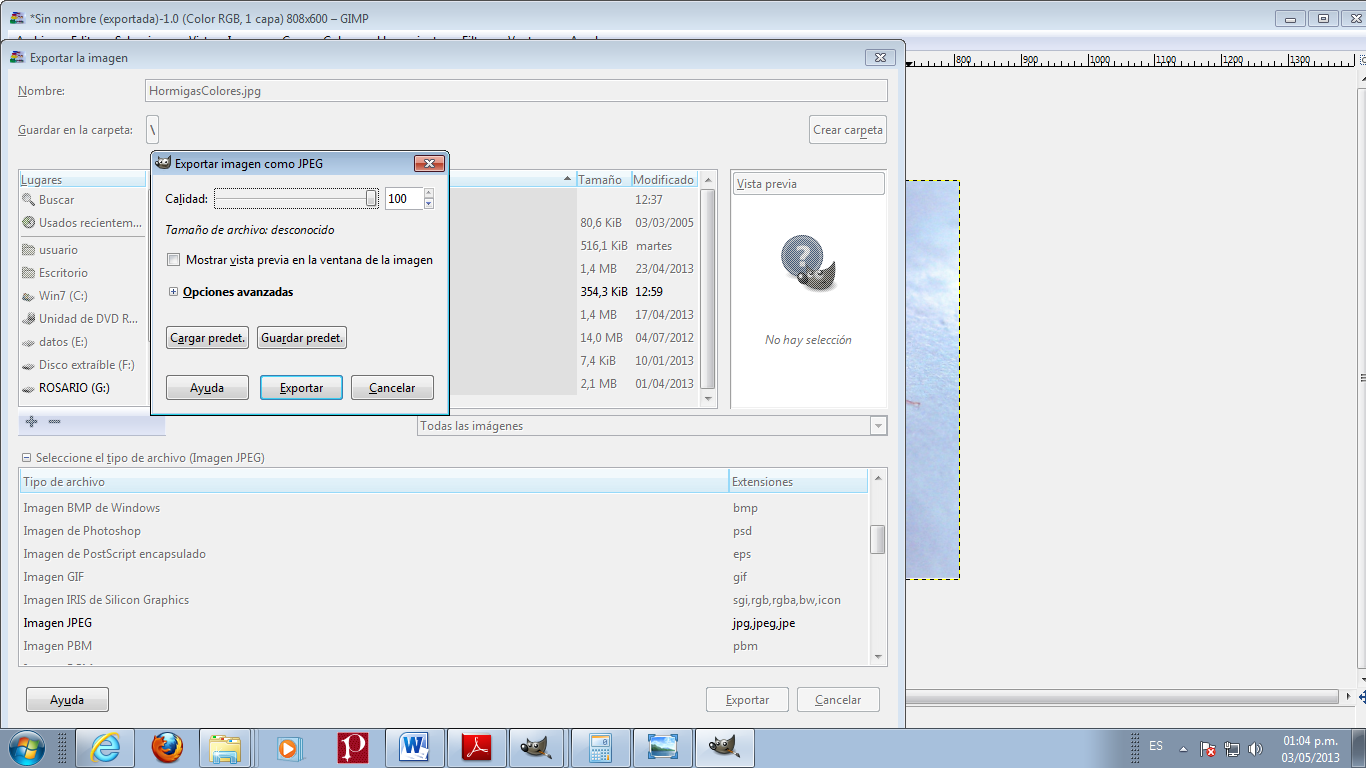 *Sin nombre (exportada)-1.0 (Color RGB, 1 capa) 808x600 – GIMP
Exportar la imagen
800 900 1000 1100 1200 1300
Nombre: HormigasColores.jpg
Guardar en la carpeta: \ Crear carpeta
Exportar imagen como JPEG
Calidad: 100
Tamaño de archivo: desconocido
Mostrar vista previa en la ventana de la imagen
Opciones avanzadas
Cargar predet. Guardar predet.
Ayuda Exportar Cancelar
Lugares
Buscar
Usados recientem...
usuario
Escritorio
Win7 (C:)
Unidad de DVD R...
datos (E:)
Disco extraíble (F:)
ROSARIO (G:)
Tamaño Modificado
12:37
80,6 KiB 03/03/2005
516,1 KiB martes
1,4 MB 23/04/2013
354,3 KiB 12:59
1,4 MB 17/04/2013
14,0 MB 04/07/2012
7,4 KiB 10/01/2013
2,1 MB 01/04/2013
Vista previa
No hay selección
Todas las imágenes
Seleccione el tipo de archivo (Imagen JPEG)
Tipo de archivo Extensiones
Imagen BMP de Windows bmp
Imagen de Photoshop psd
Imagen de PostScript encapsulado eps
Imagen GIF gif
Imagen IRIS de Silicon Graphics sgi,rgb,rgba,bw,icon
Imagen JPEG jpg,jpeg,jpe
Imagen PBM pbm
Ayuda Exportar Cancelar
ES
01:04 p.m.
03/05/2013